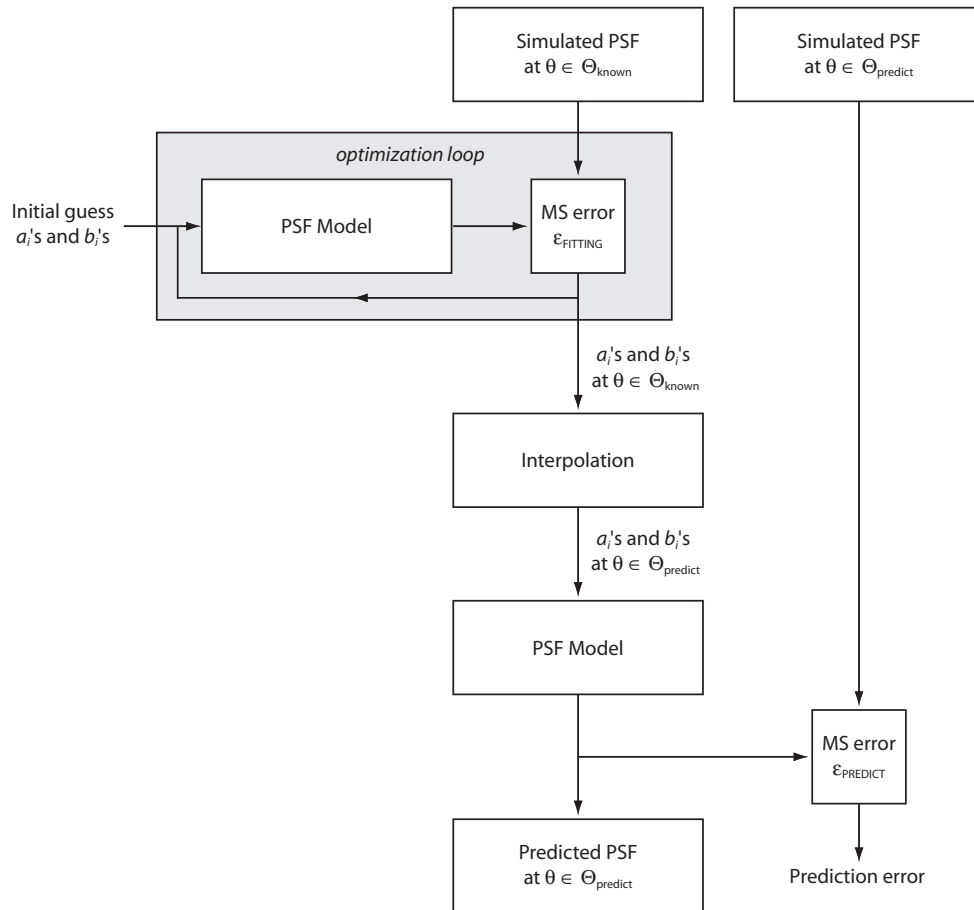 Simulated PSF
at θ ∈ Θknown
Simulated PSF
at θ ∈ Θpredict
optimization loop
Initial guess
ai's and bi's
PSF Model
MS error
εFITTING
ai's and bi's
at θ ∈ Θknown
Interpolation
ai's and bi's
at θ ∈ Θpredict
PSF Model
MS error
εPREDICT
Predicted PSF
at θ ∈ Θpredict
Prediction error